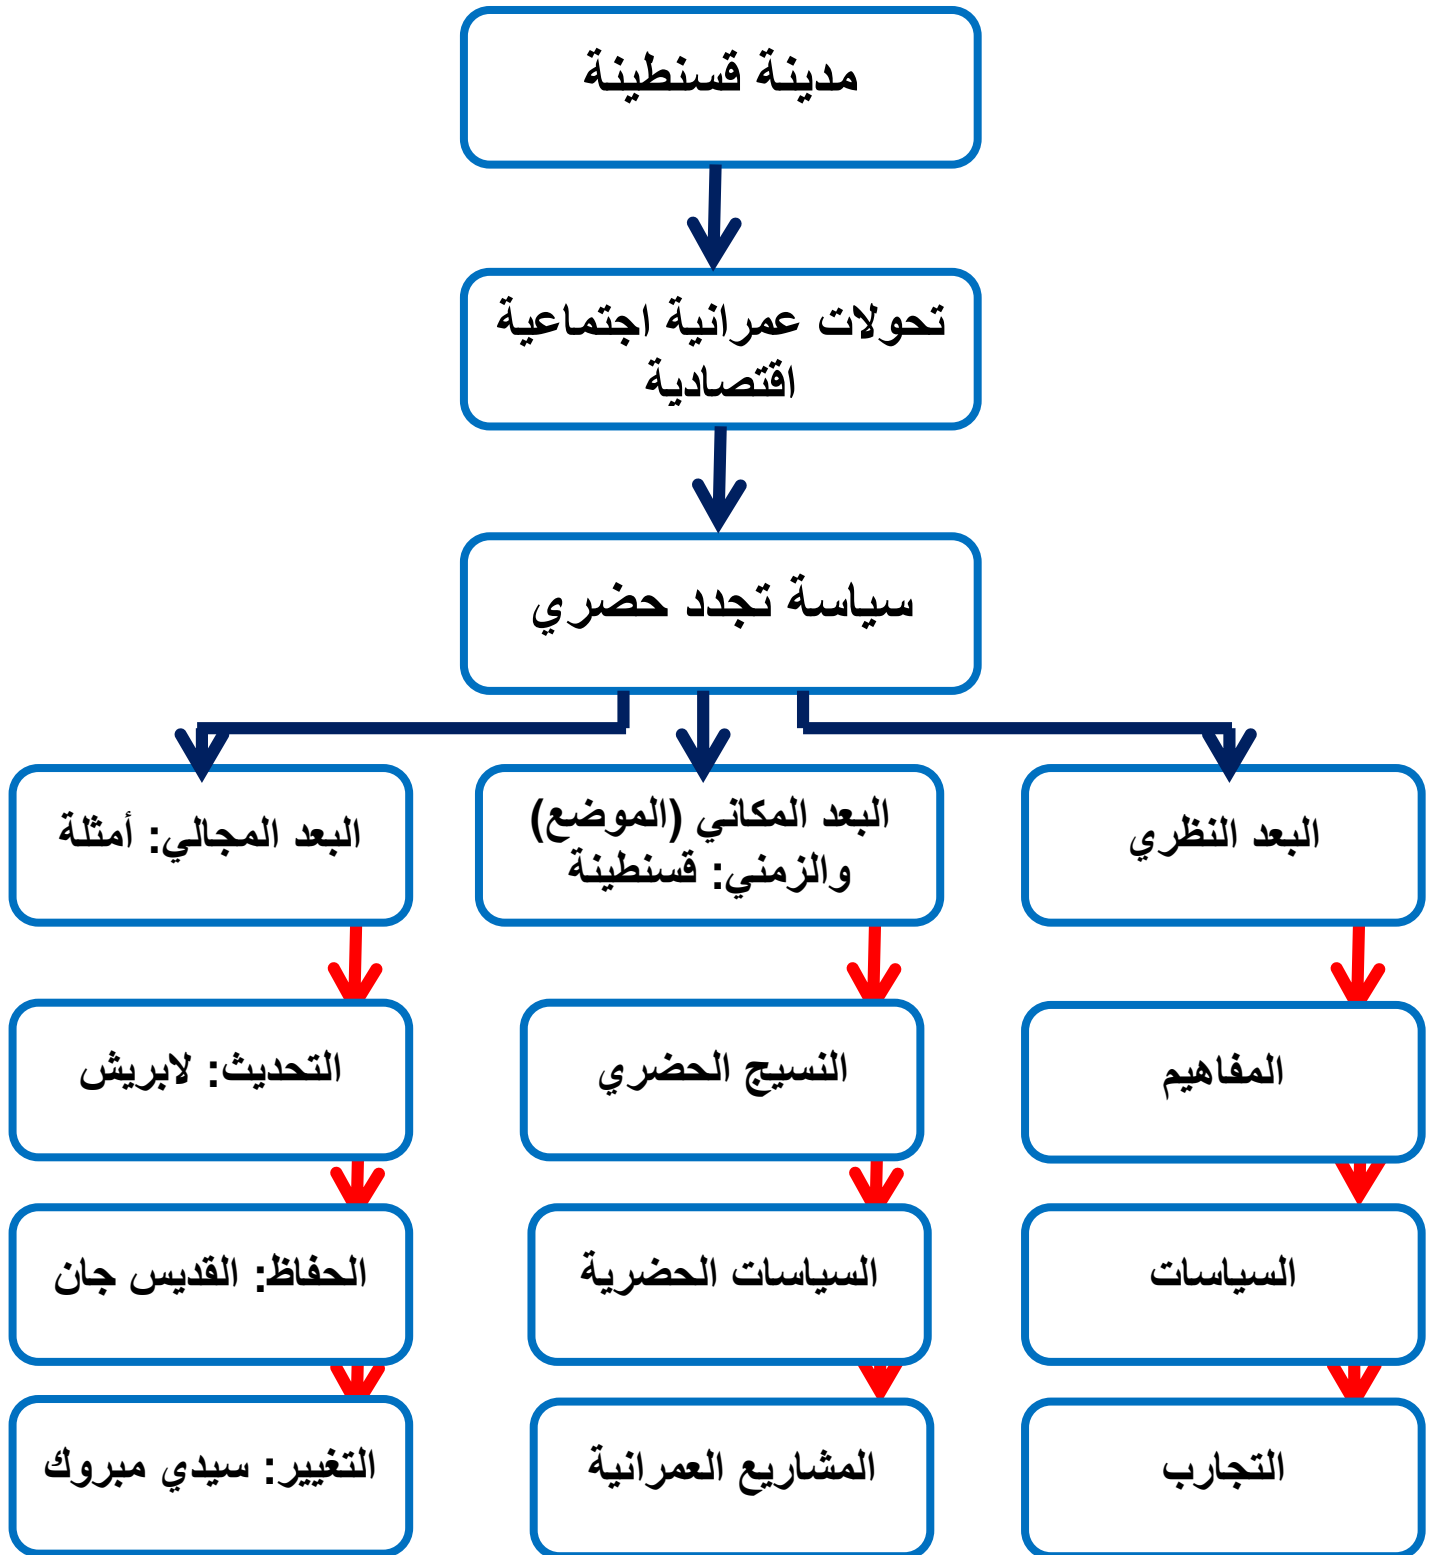 مدينة قسنطينة
تحولات عمرانية اجتماعية
اقتصادية
سياسة تجدد حضري
البعد النظري
البعد المكاني (الموضع)
والزمني: قسنطينة
البعد المجالي: أمثلة
المفاهيم
النسيج الحضري
التحديث: لابريش
السياسات
السياسات الحضرية
الحفاظ: القديس جان
التجارب
المشاريع العمرانية
التغيير: سيدي مبروك